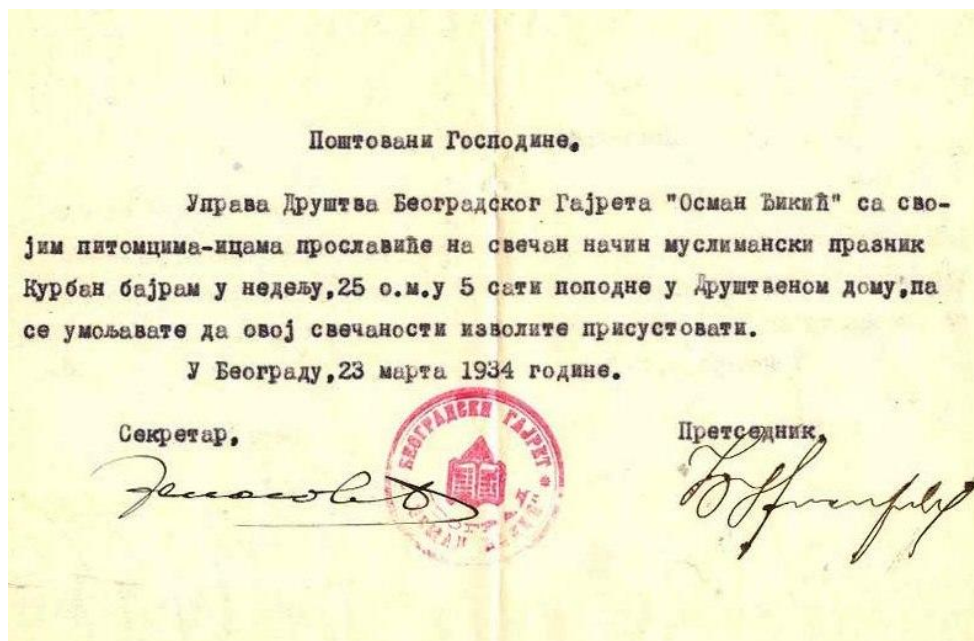 Поштовани Господине,
Управа Друштва Београдског Гајрета "Осман Ђикић" са сво-
јим питомцима-ицама прославиће на свечан начин муслимански празник
Курбан бајрам у недељу,25 о.м.у 5 сати поподне у Друштвеном дому,па
се умољавате да овој свечаности изволите присустовати.
У Београду,23 марта 1934 године.
Секретар,
Претседник,
БЕОГРАДСКИ ГАЈРЕТ